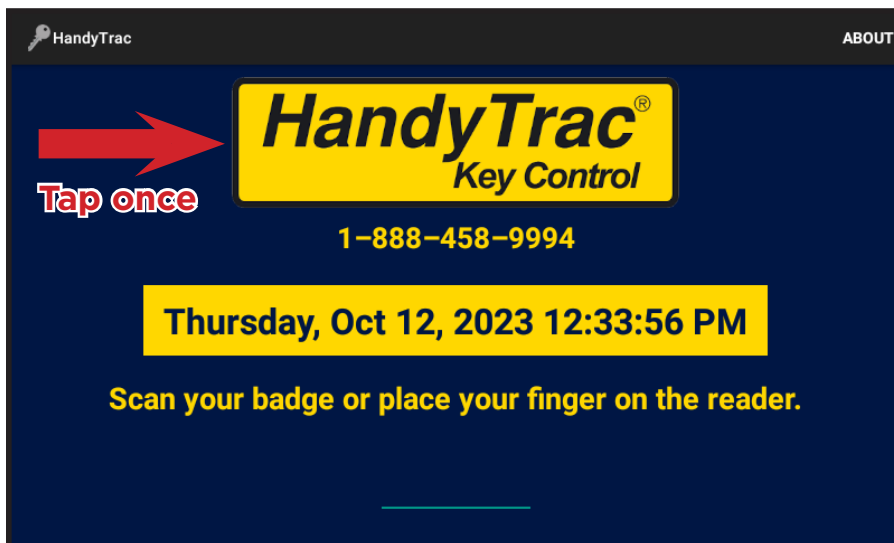 HandyTrac
ABOUT
HandyTrac®
Key Control
Tap once
1–888–458–9994
Thursday, Oct 12, 2023 12:33:56 PM
Scan your badge or place your finger on the reader.